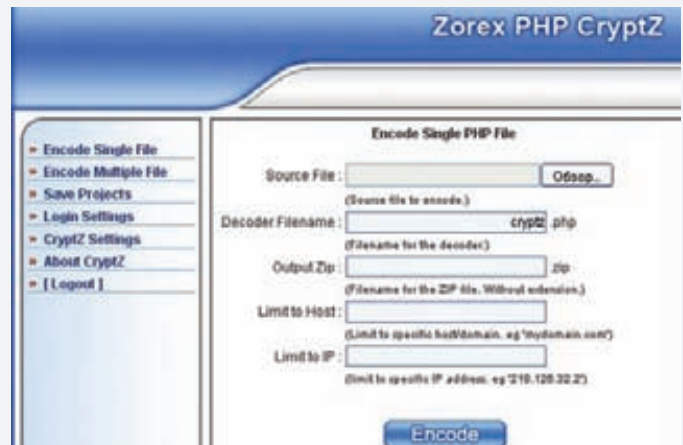 Zorex PHP CryptZ
Encode Single File
Encode Multiple File
Save Projects
Login Settings
CryptZ Settings
About CryptZ
[ Logout ]
Encode Single PHP File
Source File :
Обзор..
(Source file to encode.)
Decoder Filename :
cryptz .php
(Filename for the decoder.)
Output Zip :
.zip
(Filename for the ZIP file. Without extension.)
Limit to Host :
(Limit to specific host/domain. eg 'mydomain.com')
Limit to IP :
(limit to specific IP address. eg '210.128.32.2')
Encode